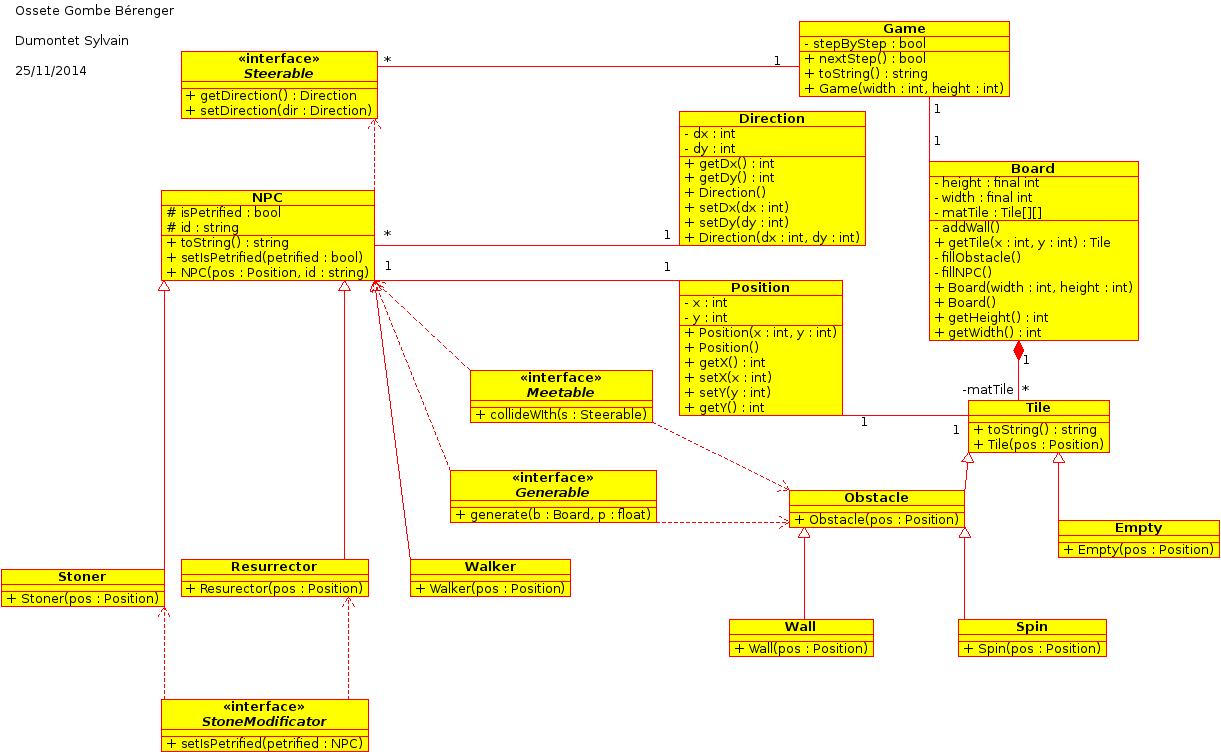 Ossete Gombe Bérenger
Dumontet Sylvain
25/11/2014
«interface»
Steerable
+ getDirection() : Direction
+ setDirection(dir : Direction)
*
1
Game
- stepByStep : bool
+ nextStep() : bool
+ toString() : string
+ Game(width : int, height : int)
1
1
Direction
- dx : int
- dy : int
+ getDx() : int
+ getDy() : int
+ Direction()
+ setDx(dx : int)
+ setDy(dy : int)
+ Direction(dx : int, dy : int)
Board
- height : final int
- width : final int
- matTile : Tile[][]
- addWall()
+ getTile(x : int, y : int) : Tile
- fillObstacle()
- fillNPC()
+ Board(width : int, height : int)
+ Board()
+ getHeight() : int
+ getWidth() : int
NPC
# isPetrified : bool
# id : string
+ toString() : string
+ setIsPetrified(petrified : bool)
+ NPC(pos : Position, id : string)
*
1
1
1
Position
- x : int
- y : int
+ Position(x : int, y : int)
+ Position()
+ getX() : int
+ setX(x : int)
+ setY(y : int)
+ getY() : int
1
-matTile
*
«interface»
Meetable
+ collideWIth(s : Steerable)
1
1
Tile
+ toString() : string
+ Tile(pos : Position)
«interface»
Generable
+ generate(b : Board, p : float)
Obstacle
+ Obstacle(pos : Position)
Empty
+ Empty(pos : Position)
Stoner
+ Stoner(pos : Position)
Resurrector
+ Resurector(pos : Position)
Walker
+ Walker(pos : Position)
Wall
+ Wall(pos : Position)
Spin
+ Spin(pos : Position)
«interface»
StoneModificator
+ setIsPetrified(petrified : NPC)